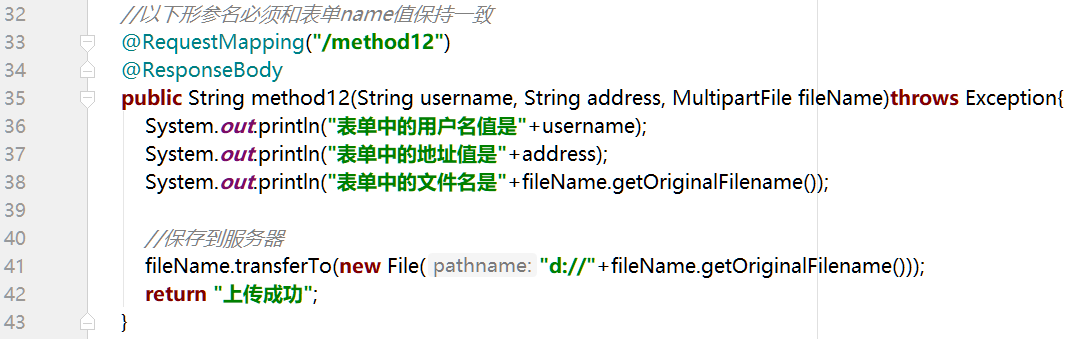 32 //以下形参名必须和表单name值保持一致
33 @RequestMapping("/method12")
34 @ResponseBody
35 public String method12(String username, String address, MultipartFile fileName)throws Exception{
36 System.out.println("表单中的用户名值是"+username);
37 System.out.println("表单中的地址值是"+address);
38 System.out.println("表单中的文件名是"+fileName.getOriginalFilename());
39
40 //保存到服务器
41 fileName.transferTo(new File( pathname: "d://"+fileName.getOriginalFilename()));
42 return "上传成功";
43 }